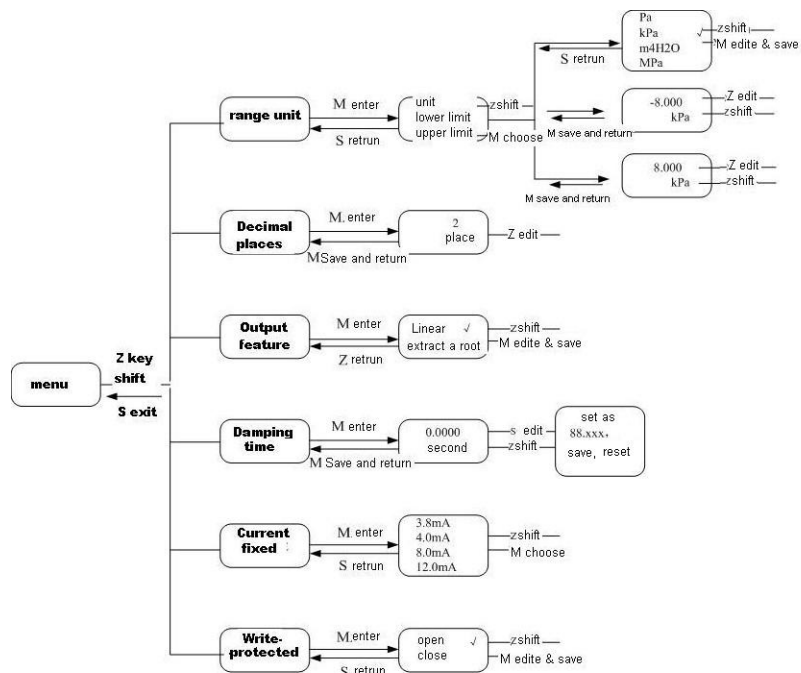 menu
Z key
shift
S exit
range unit
M enter
S retrun
unit
lower limit
upper limit
zshift
M choose
S retrun
Pa
kPa √
m4H2O
MPa
zshift
M edite & save
M save and return
-8.000
kPa
Z edit
zshift
M save and return
8.000
kPa
Z edit
zshift
Decimal
places
M. enter
MSave and return
2
place
Z edit
Output
feature
M enter
Z retrun
Linear √
extract a root
zshift
M edite & save
Damping
time
M enter
M Save and return
0.0000
second
s edit
zshift
set as
88.xxx,
save, reset
Current
fixed :
M. enter
S retrun
3.8mA
4.0mA
8.0mA
12.0mA
zshift
M choose
Write-
protected
M. enter
S retrun
open √
close
zshift
M edite & save